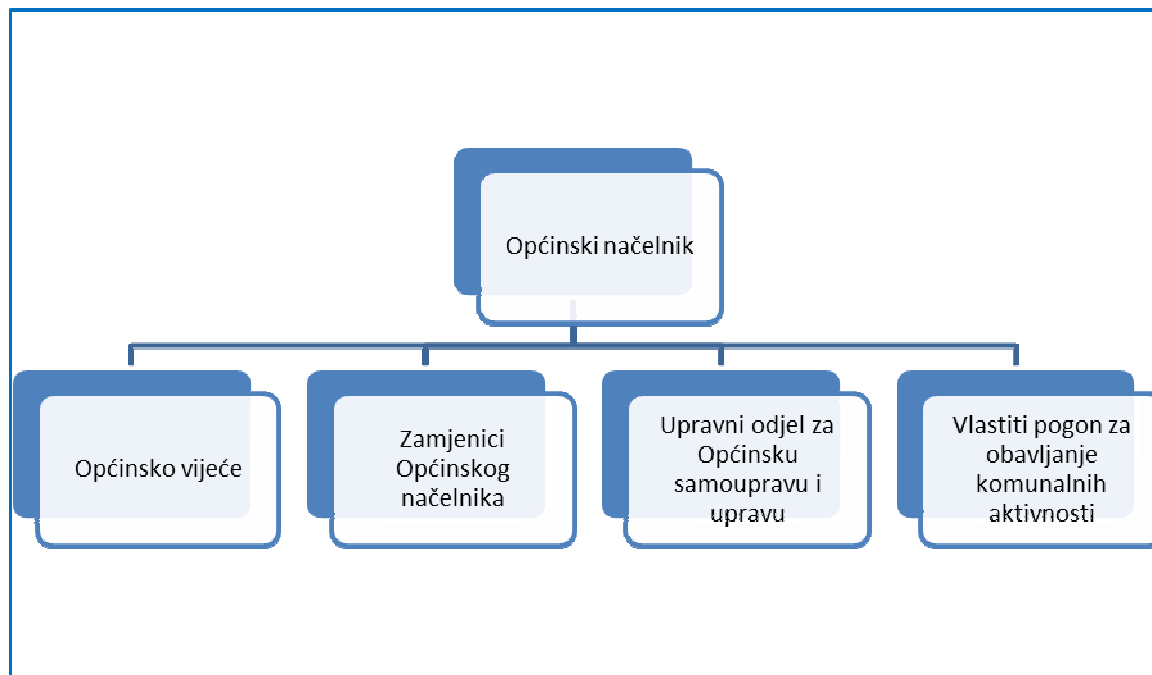 Općinski načelnik
Općinsko vijeće
Zamjenici
Općinskog
načelnika
Upravni odjel za
Općinsku
samoupravu i
upravu
Vlastiti pogon za
obavljanje
komunalnih
aktivnosti